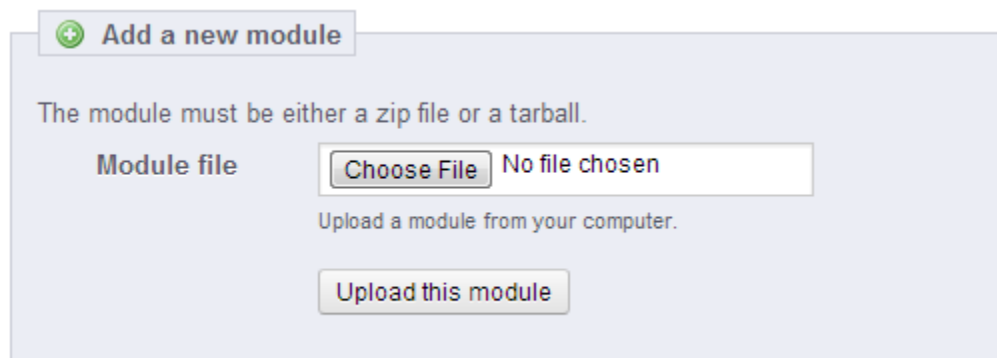 Add a new module
The module must be either a zip file or a tarball.
Module file Choose File No file chosen
Upload a module from your computer.
Upload this module